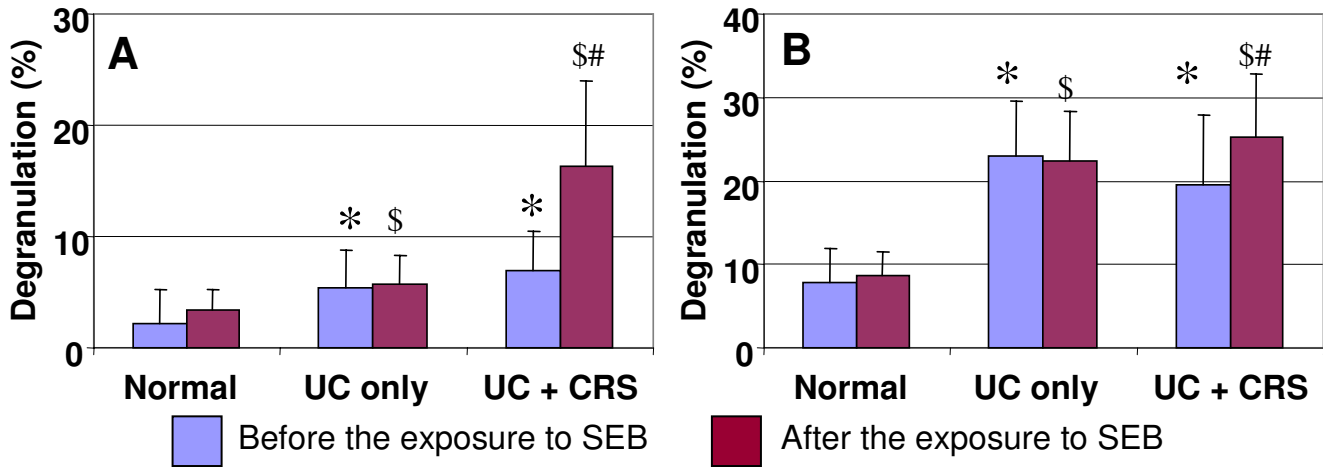 A
Degranulation (%)
30
20
10
0
* $ * $#
Normal UC only UC + CRS
B
Degranulation (%)
40
30
20
10
0
* $ * $#
Normal UC only UC + CRS
Before the exposure to SEB After the exposure to SEB